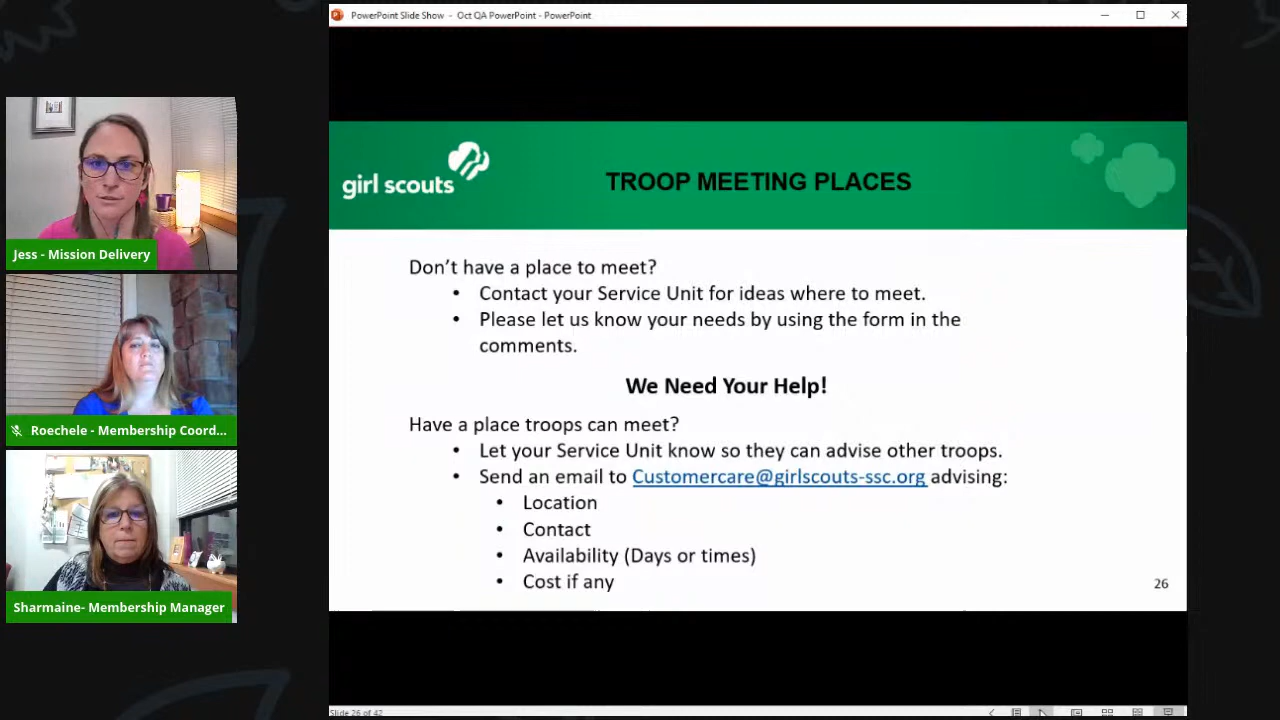 PowerPoint Slide Show - Oct QA PowerPoint - PowerPoint
girl scouts
TROOP MEETING PLACES
Don't have a place to meet?
• Contact your Service Unit for ideas where to meet.
• Please let us know your needs by using the form in the
comments.
We Need Your Help!
Have a place troops can meet?
• Let your Service Unit know so they can advise other troops.
• Send an email to Customercare@girlscouts-ssc.org advising:
• Location
• Contact
• Availability (Days or times)
• Cost if any
26
Slide 26 of 42
Jess - Mission Delivery
Roechele - Membership Coord...
Sharmaine- Membership Manager